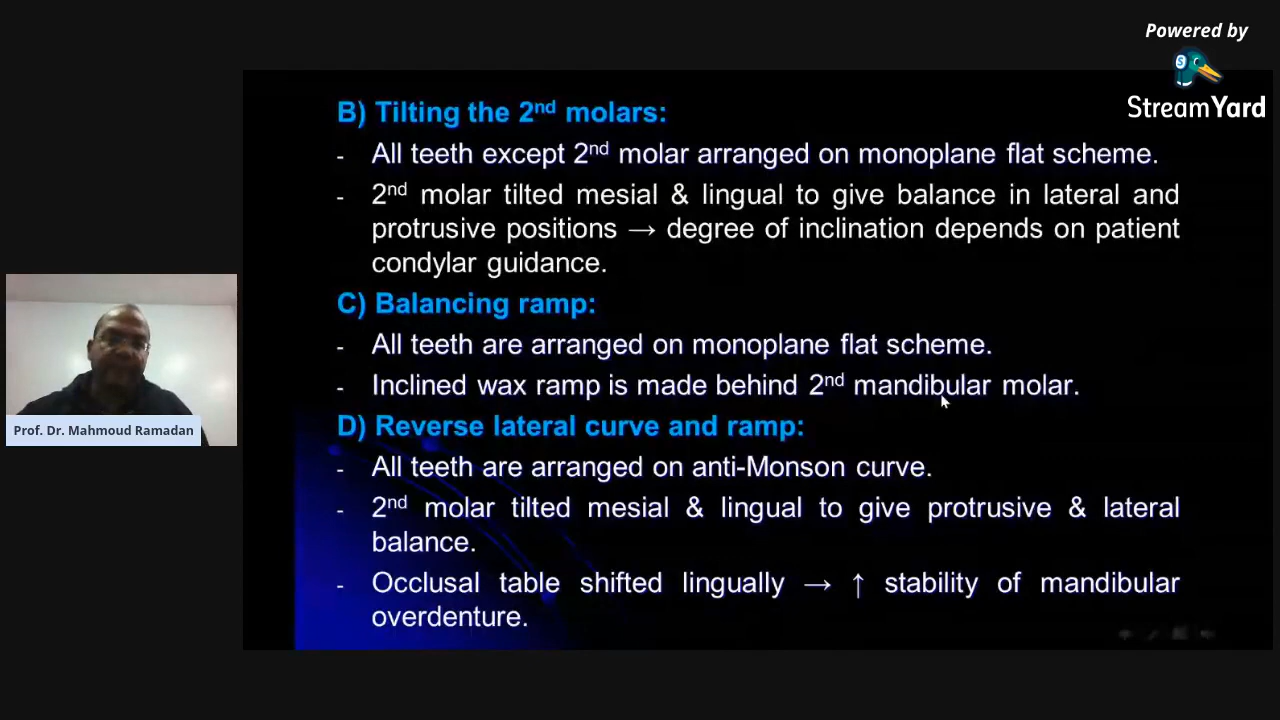 Powered by
StreamYard
B) Tilting the 2nd molars:
- All teeth except 2nd molar arranged on monoplane flat scheme.
- 2nd molar tilted mesial & lingual to give balance in lateral and
protrusive positions → degree of inclination depends on patient
condylar guidance.
C) Balancing ramp:
- All teeth are arranged on monoplane flat scheme.
- Inclined wax ramp is made behind 2nd mandibular molar.
D) Reverse lateral curve and ramp:
- All teeth are arranged on anti-Monson curve.
- 2nd molar tilted mesial & lingual to give protrusive & lateral
balance.
- Occlusal table shifted lingually → ↑ stability of mandibular
overdenture.
Prof. Dr. Mahmoud Ramadan